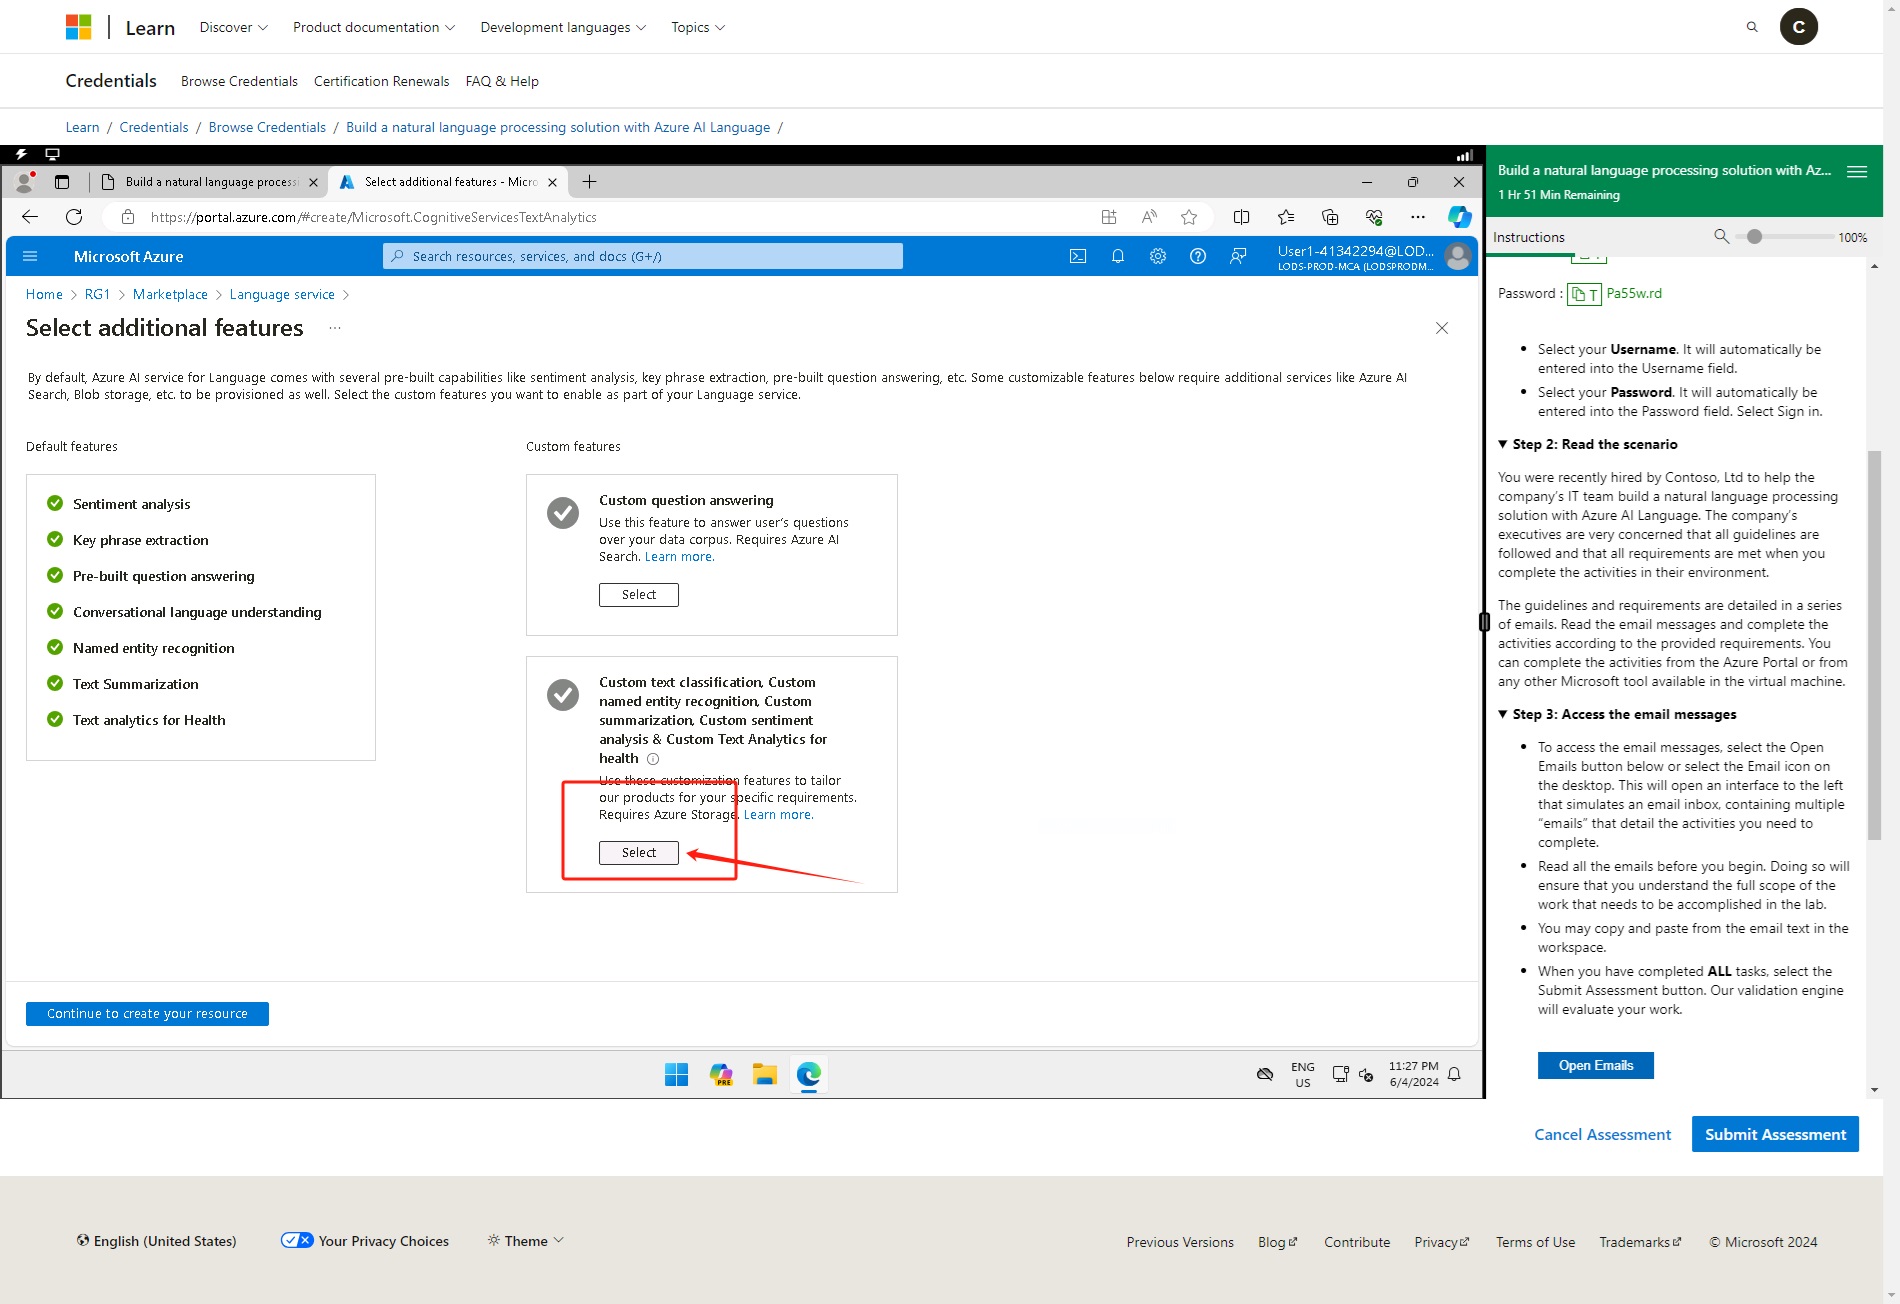 Learn
Discover
Product documentation
Development languages
Topics
C
Credentials
Browse Credentials
Certification Renewals
FAQ & Help
Learn / Credentials / Browse Credentials / Build a natural language processing solution with Azure AI Language /
Build a natural language processi
Select additional features - Micro
https://portal.azure.com/#create/Microsoft.CognitiveServicesTextAnalytics
Microsoft Azure
Search resources, services, and docs (G+/)
User1-41342294@LOD...
LODS-PROD-MCA (LODSPRODM...
Home > RG1 > Marketplace > Language service >
Select additional features ...
By default, Azure AI service for Language comes with several pre-built capabilities like sentiment analysis, key phrase extraction, pre-built question answering, etc. Some customizable features below require additional services like Azure AI
Search, Blob storage, etc. to be provisioned as well. Select the custom features you want to enable as part of your Language service.
Default features
Sentiment analysis
Key phrase extraction
Pre-built question answering
Conversational language understanding
Named entity recognition
Text Summarization
Text analytics for Health
Custom features
Custom question answering
Use this feature to answer user's questions
over your data corpus. Requires Azure AI
Search. Learn more.
Select
Custom text classification, Custom
named entity recognition, Custom
summarization, Custom sentiment
analysis & Custom Text Analytics for
health
Use these customization features to tailor
our products for your specific requirements.
Requires Azure Storage. Learn more.
Select
Continue to create your resource
PRE
ENG
US
11:27 PM
6/4/2024
Build a natural language processing solution with Az...
1 Hr 51 Min Remaining
Instructions
100%
Password : T Pa55w.rd
• Select your Username. It will automatically be
entered into the Username field.
• Select your Password. It will automatically be
entered into the Password field. Select Sign in.
▼ Step 2: Read the scenario
You were recently hired by Contoso, Ltd to help the
company's IT team build a natural language processing
solution with Azure AI Language. The company's
executives are very concerned that all guidelines are
followed and that all requirements are met when you
complete the activities in their environment.
The guidelines and requirements are detailed in a series
of emails. Read the email messages and complete the
activities according to the provided requirements. You
can complete the activities from the Azure Portal or from
any other Microsoft tool available in the virtual machine.
▼ Step 3: Access the email messages
• To access the email messages, select the Open
Emails button below or select the Email icon on
the desktop. This will open an interface to the left
that simulates an email inbox, containing multiple
"emails" that detail the activities you need to
complete.
• Read all the emails before you begin. Doing so will
ensure that you understand the full scope of the
work that needs to be accomplished in the lab.
• You may copy and paste from the email text in the
workspace.
• When you have completed ALL tasks, select the
Submit Assessment button. Our validation engine
will evaluate your work.
Open Emails
Cancel Assessment
Submit Assessment
English (United States)
Your Privacy Choices
Theme
Previous Versions
Blog
Contribute
Privacy
Terms of Use
Trademarks
© Microsoft 2024